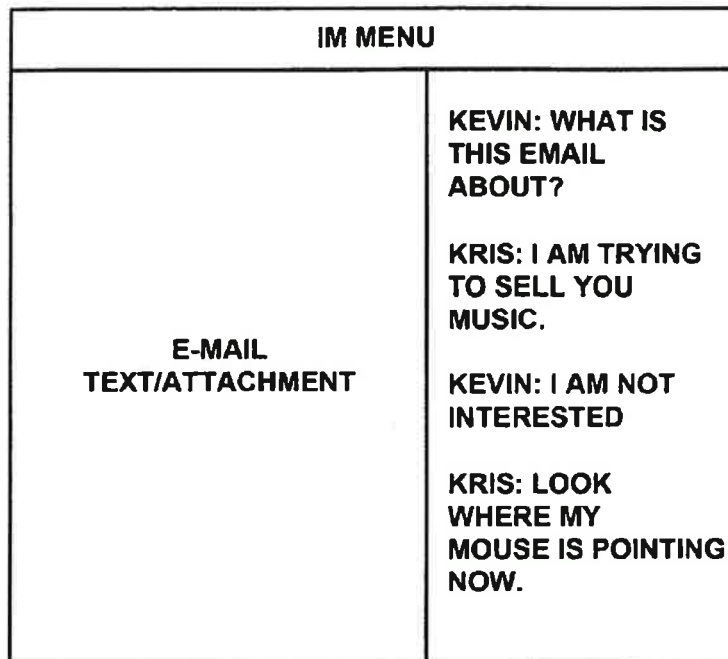 IM MENU
E-MAIL
TEXT/ATTACHMENT
KEVIN: WHAT IS
THIS EMAIL
ABOUT?
KRIS: I AM TRYING
TO SELL YOU
MUSIC.
KEVIN: I AM NOT
INTERESTED
KRIS: LOOK
WHERE MY
MOUSE IS POINTING
NOW.